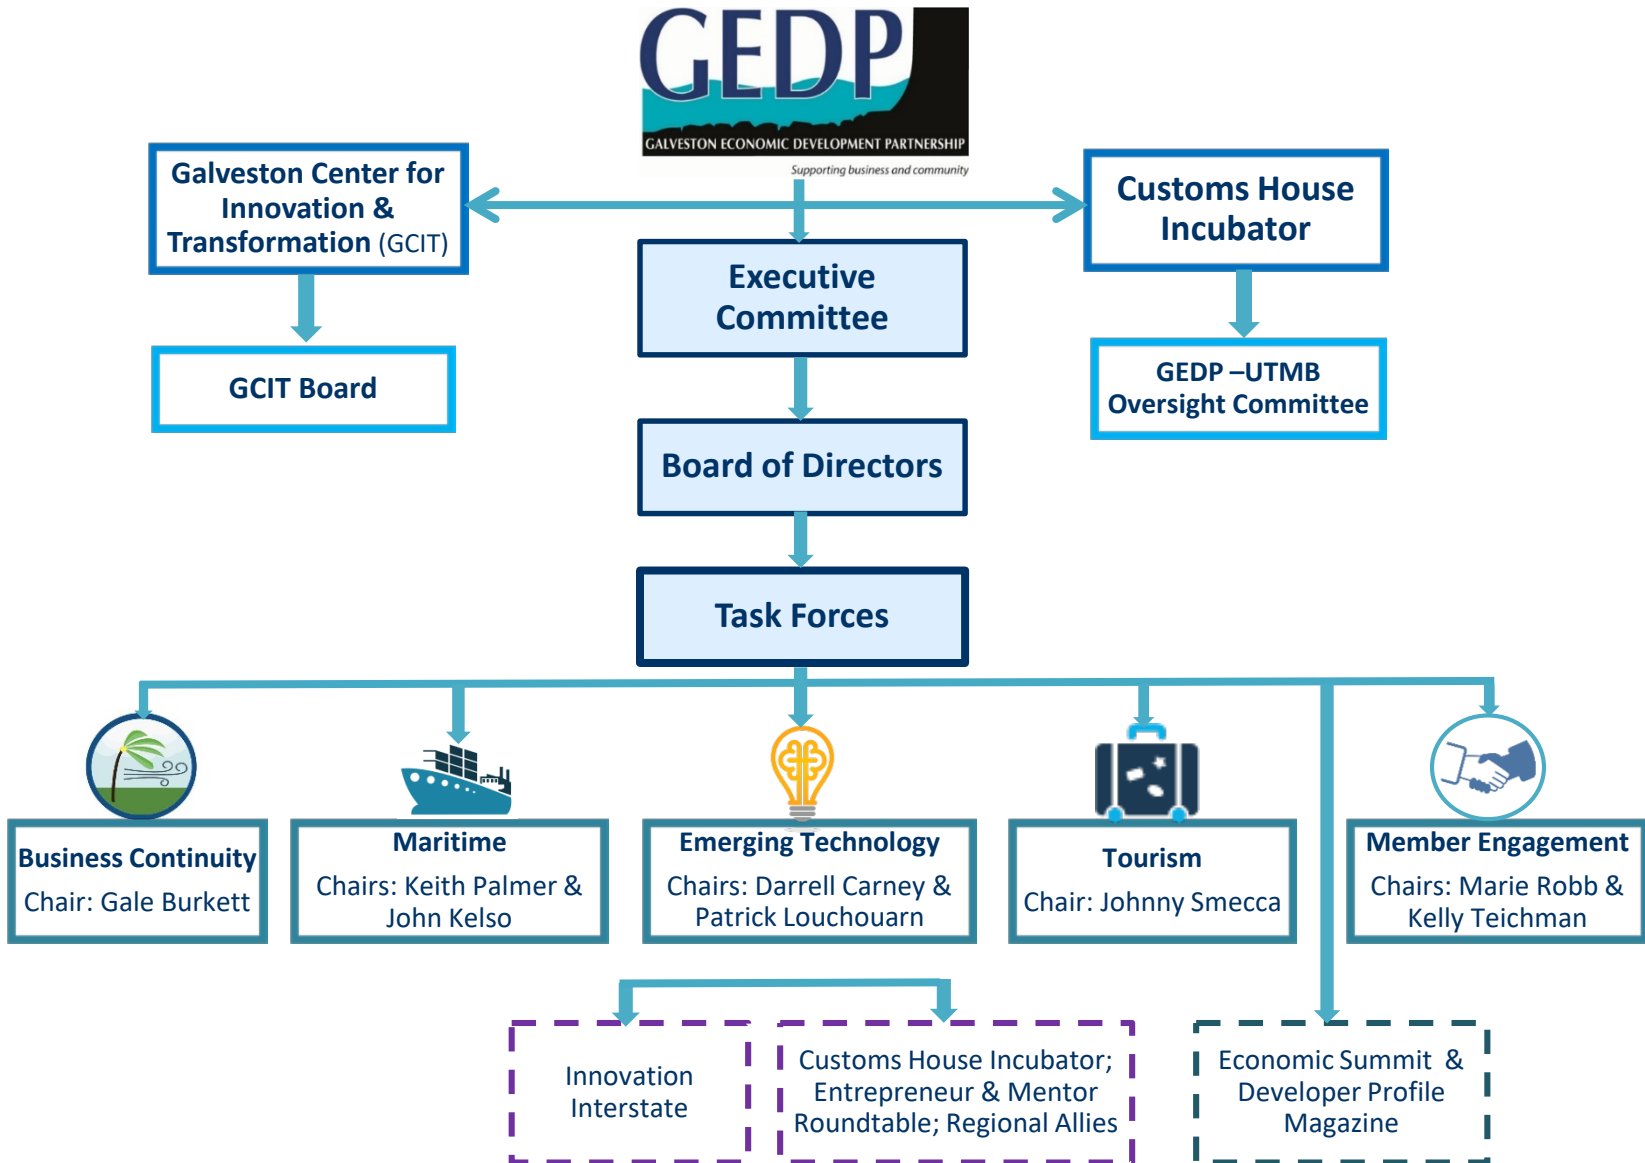 GEDP
GALVESTON ECONOMIC DEVELOPMENT PARTNERSHIP
Supporting business and community
Galveston Center for
Innovation &
Transformation (GCIT)
Customs House
Incubator
Executive
Committee
GCIT Board
GEDP –UTMB
Oversight Committee
Board of Directors
Task Forces
Business Continuity
Chair: Gale Burkett
Maritime
Chairs: Keith Palmer &
John Kelso
Emerging Technology
Chairs: Darrell Carney &
Patrick Louchouarn
Tourism
Chair: Johnny Smecca
Member Engagement
Chairs: Marie Robb &
Kelly Teichman
Innovation
Interstate
Customs House Incubator;
Entrepreneur & Mentor
Roundtable; Regional Allies
Economic Summit &
Developer Profile
Magazine